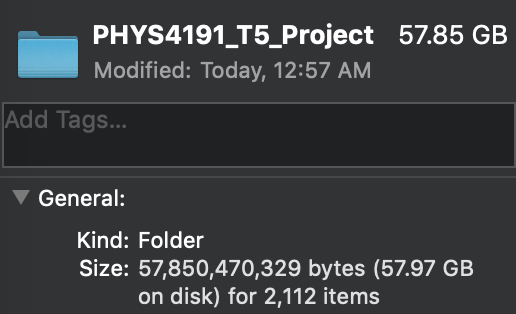 PHYS4191_T5_Project 57.85 GB
Modified: Today, 12:57 AM
Add Tags...
General:
Kind: Folder
Size: 57,850,470,329 bytes (57.97 GB
on disk) for 2,112 items